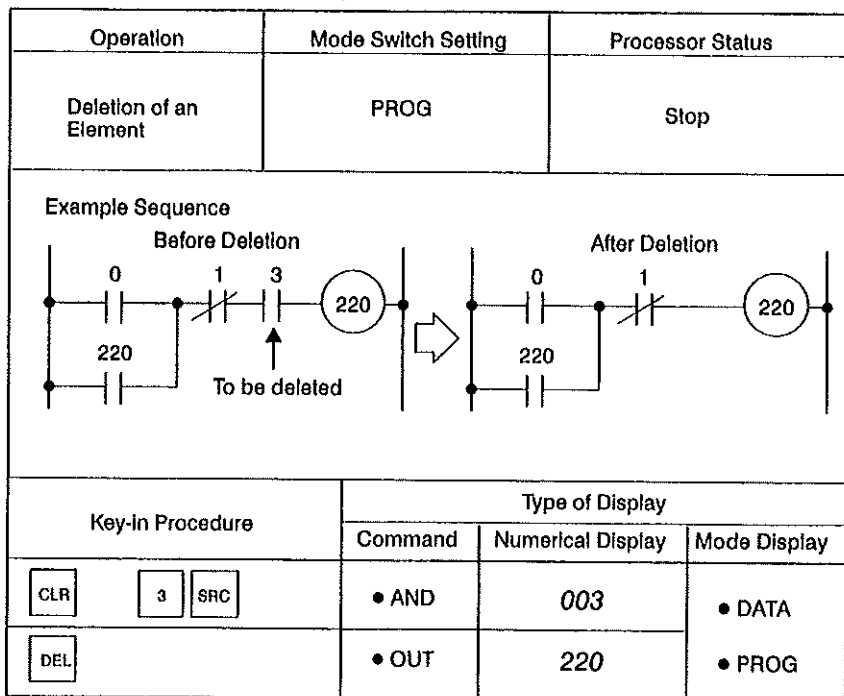 Operation Mode Switch Setting Processor Status
Deletion of an
Element
PROG
Stop
Example Sequence
Before Deletion
0 1 3
220
220
To be deleted
After Deletion
0 1
220
220
Key-in Procedure
Type of Display
Command Numerical Display Mode Display
CLR 3 SRC
• AND
003
• DATA
DEL
• OUT
220
• PROG